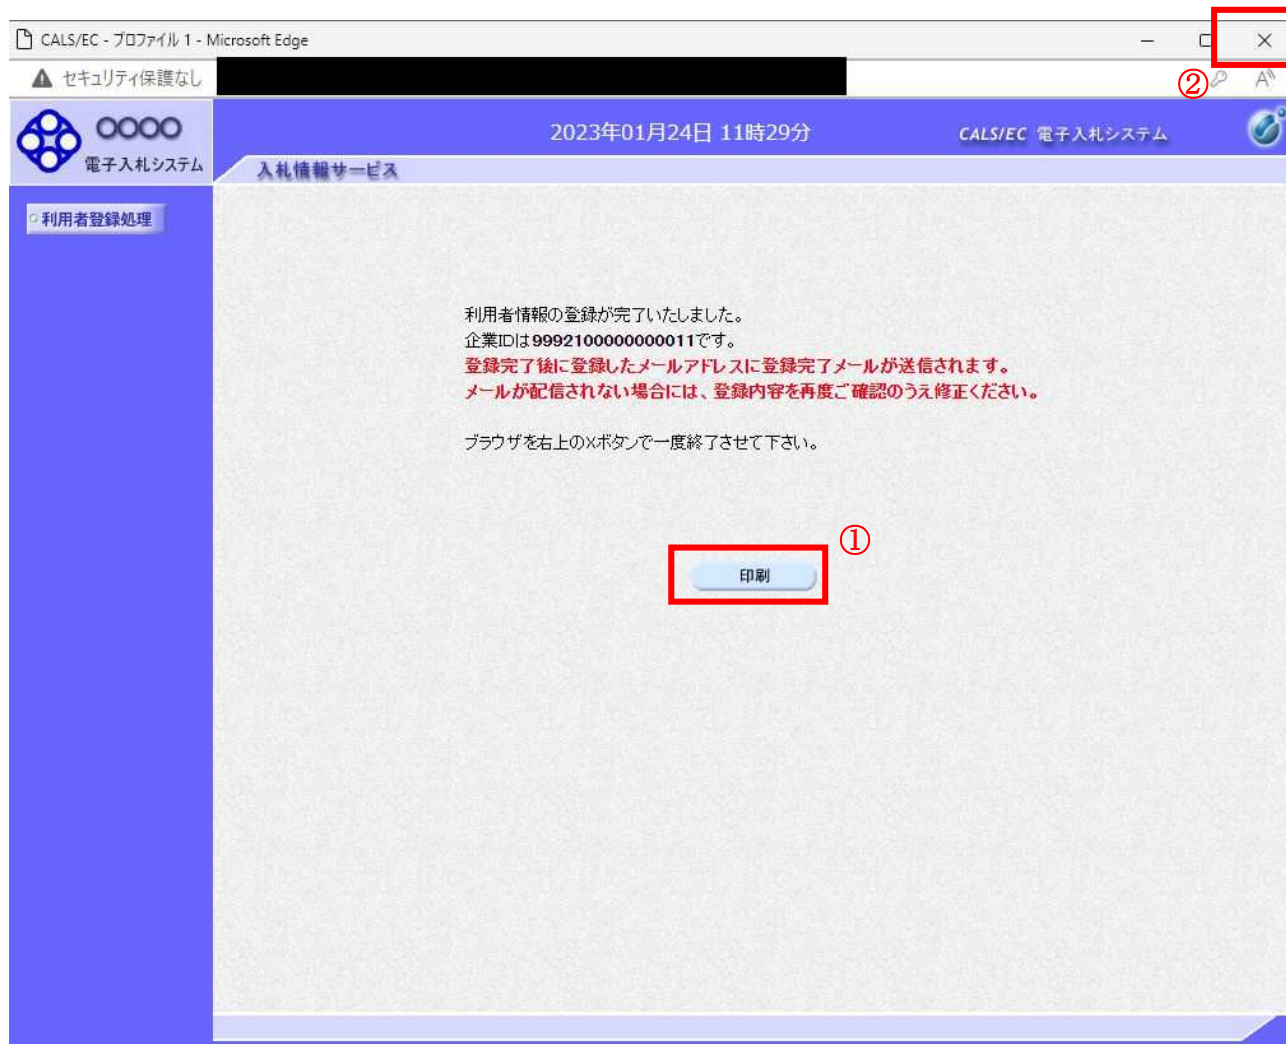 CALS/EC - プロファイル 1 - Microsoft Edge
セキュリティ保護なし
②
A
OOOO
電子入札システム
2023年01月24日 11時29分
CALS/EC 電子入札システム
入札情報サービス
利用者登録処理
利用者情報の登録が完了いたしました。
企業IDは9992100000000011です。
登録完了後に登録したメールアドレスに登録完了メールが送信されます。
メールが配信されない場合には、登録内容を再度ご確認のうえ修正ください。
ブラウザを右上の×ボタンで一度終了させて下さい。
①
印刷